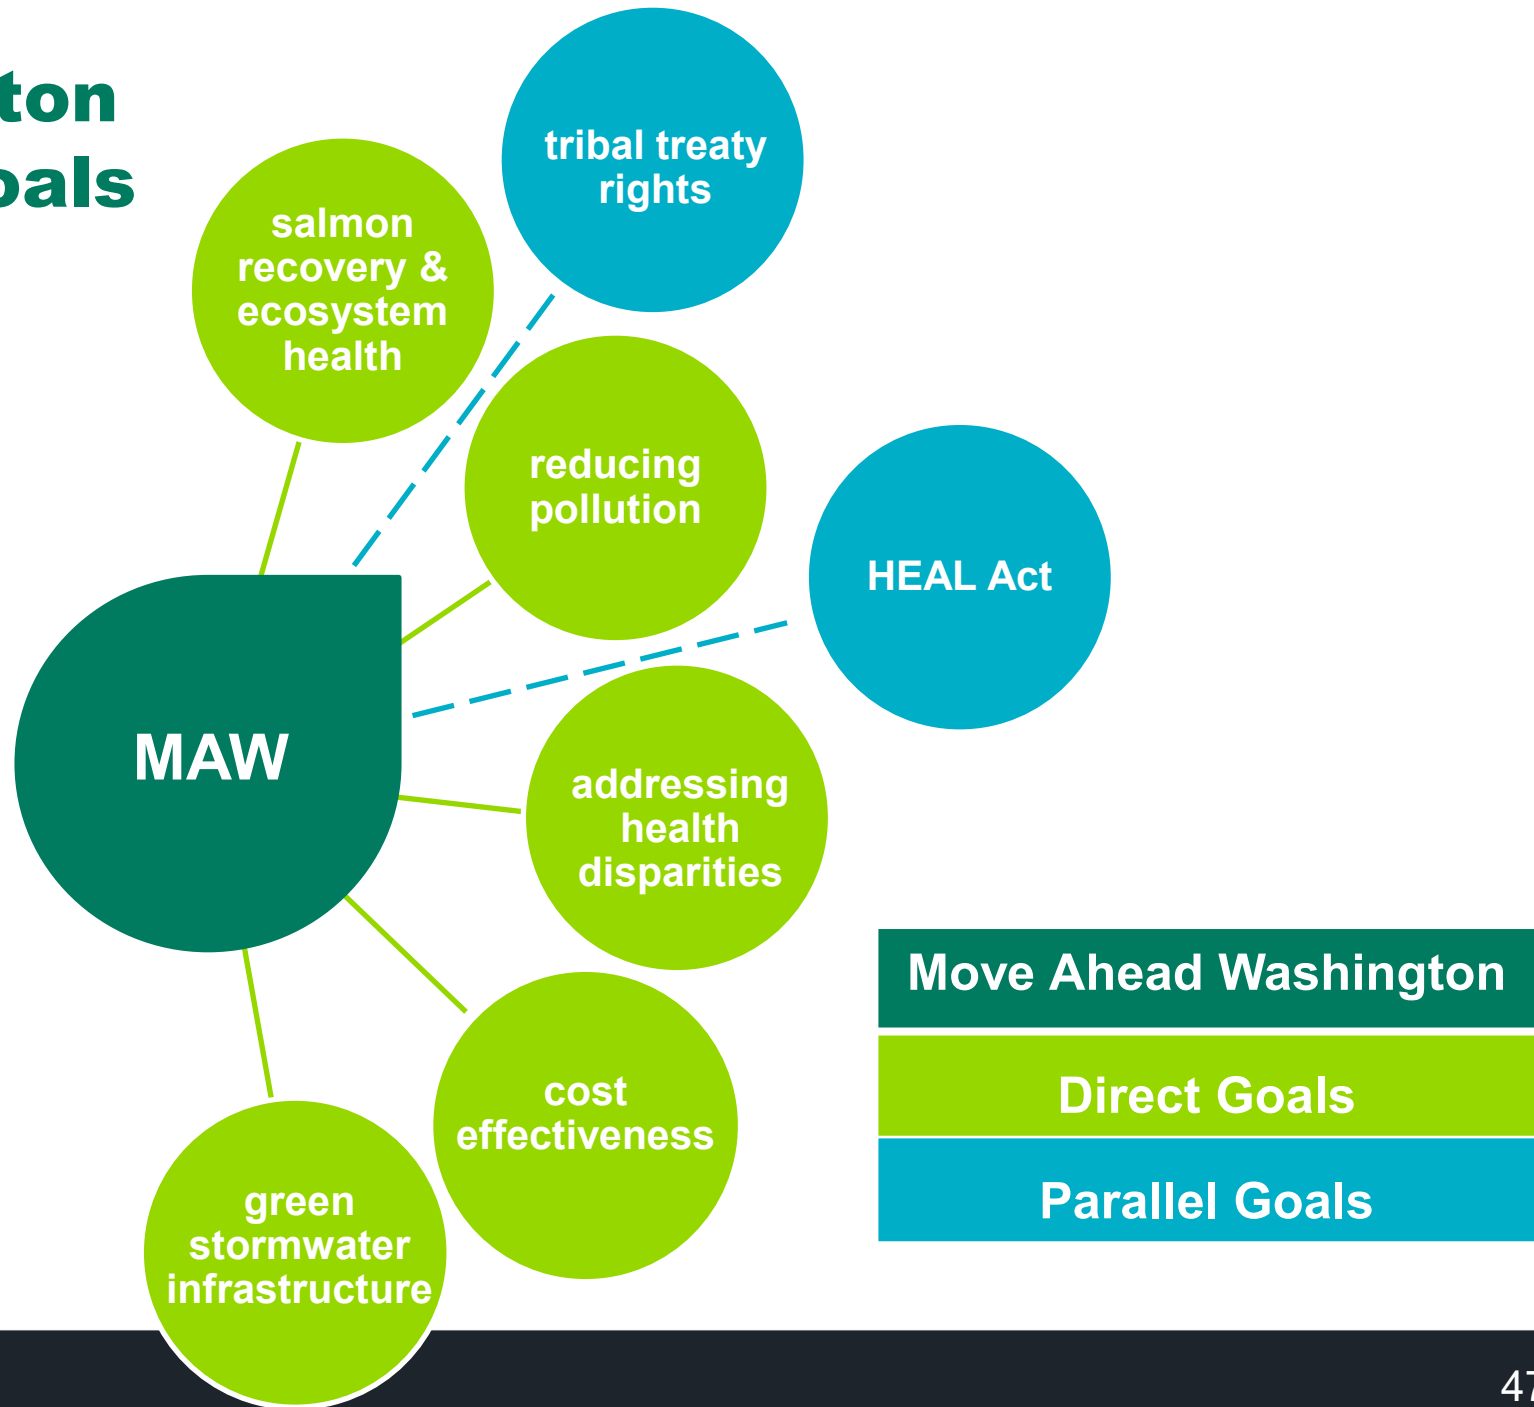 ton
oals
tribal treaty
rights
salmon
recovery &
ecosystem
health
reducing
pollution
HEAL Act
MAW
addressing
health
disparities
cost
effectiveness
green
stormwater
infrastructure
Move Ahead Washington
Direct Goals
Parallel Goals
47